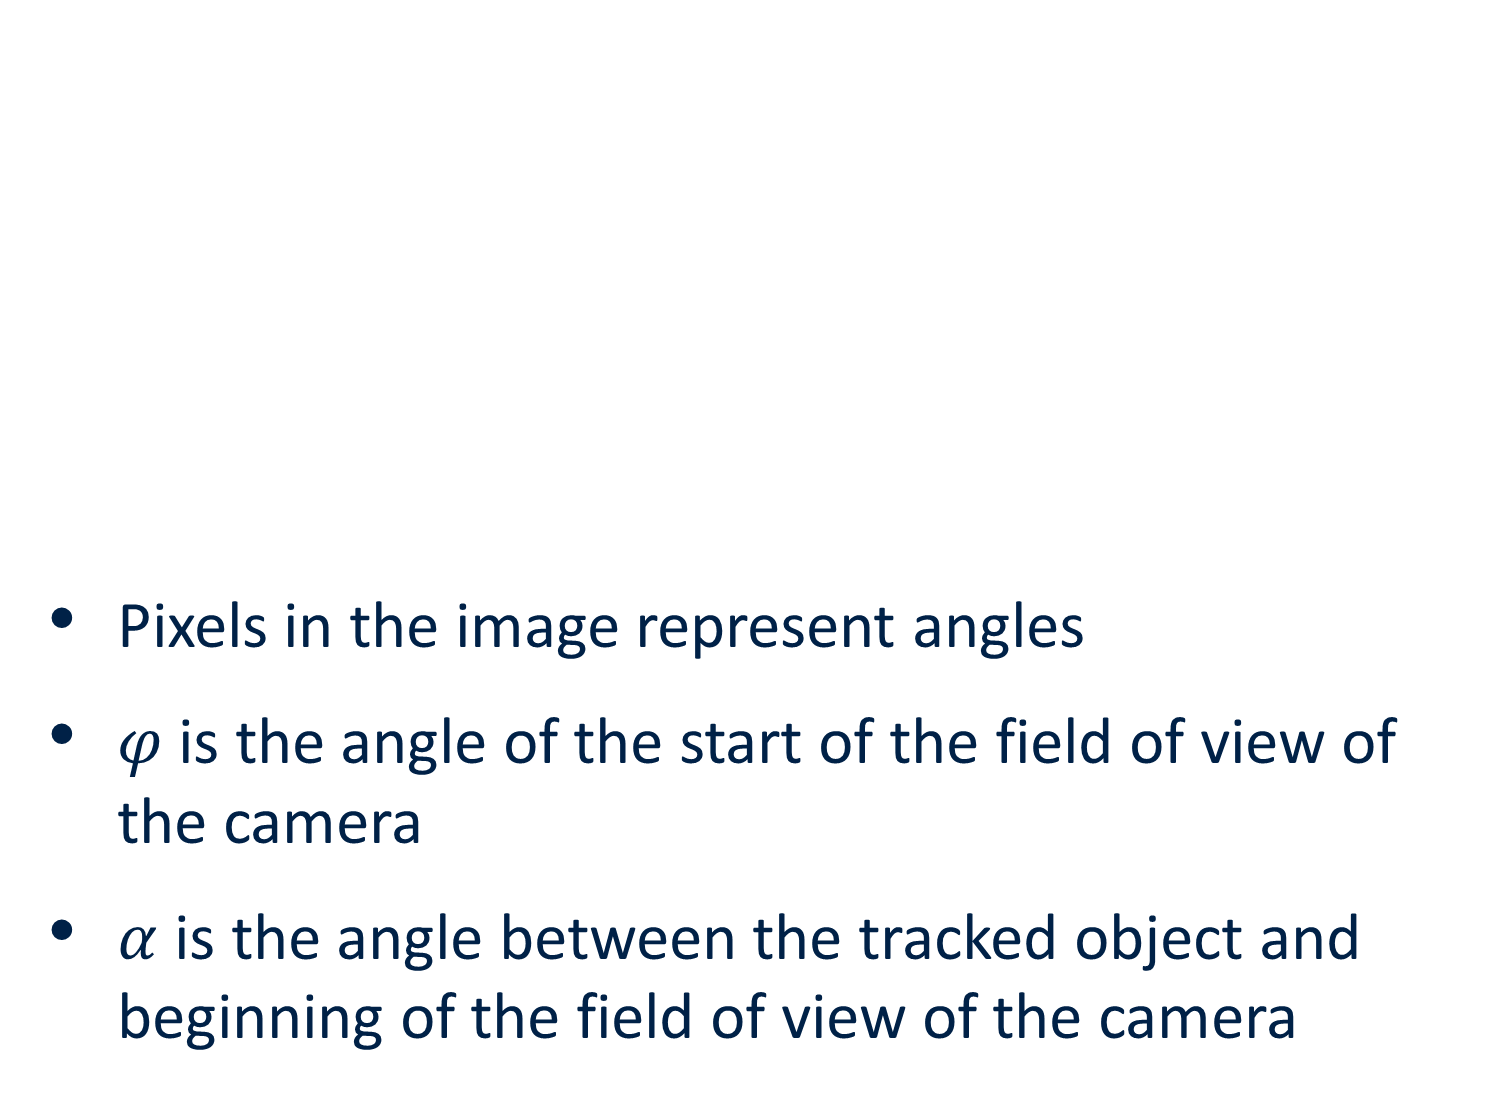 • Pixels in the image represent angles
• 𝜑 is the angle of the start of the field of view of
the camera
• 𝛼 is the angle between the tracked object and
beginning of the field of view of the camera